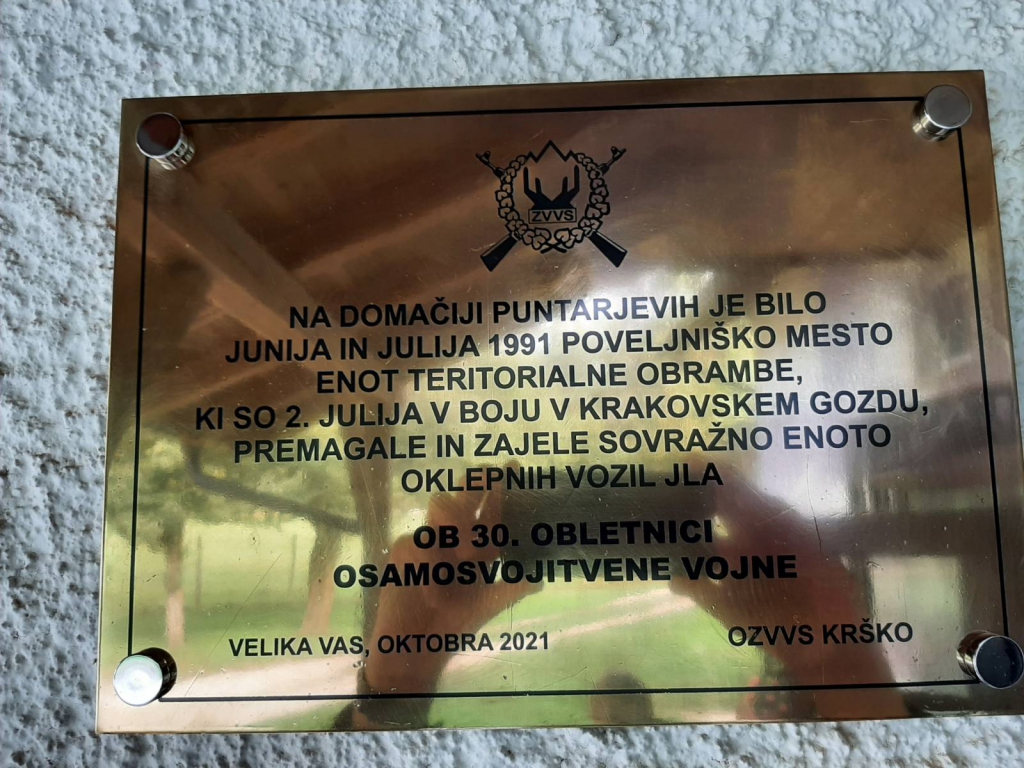 ZVVS
NA DOMAČIJI PUNTARJEVIH JE BILO
JUNIJA IN JULIJA 1991 POVELJNIŠKO MESTO
ENOT TERITORIALNE OBRAMBE,
KI SO 2. JULIJA V BOJU V KRAKOVSKEM GOZDU,
PREMAGALE IN ZAJELE SOVRAŽNO ENOTO
OKLEPNIH VOZIL JLA
OB 30. OBLETNICI
OSAMOSVOJITVENE VOJNE
VELIKA VAS, OKTOBRA 2021
OZVVS KRŠKO